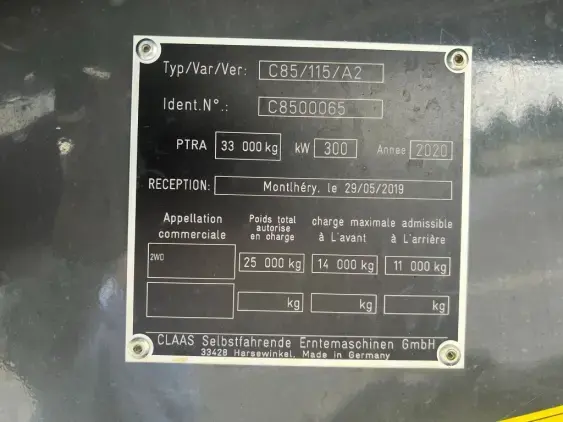 Typ/Var/Ver: C85/115/A2
Ident.N°.: C8500065
PTRA 33 000 kg kW 300 Annee 2020
RECEPTION: Montlhéry, le 29/05/2019
Appellation commerciale Poids total autorise en charge charge maximale admissible à L'avant à L'arrière
2WD 25 000 kg 14 000 kg 11 000 kg
kg kg kg
CLAAS Selbstfahrende Erntemaschinen GmbH
33428 Harsewinkel, Made in Germany